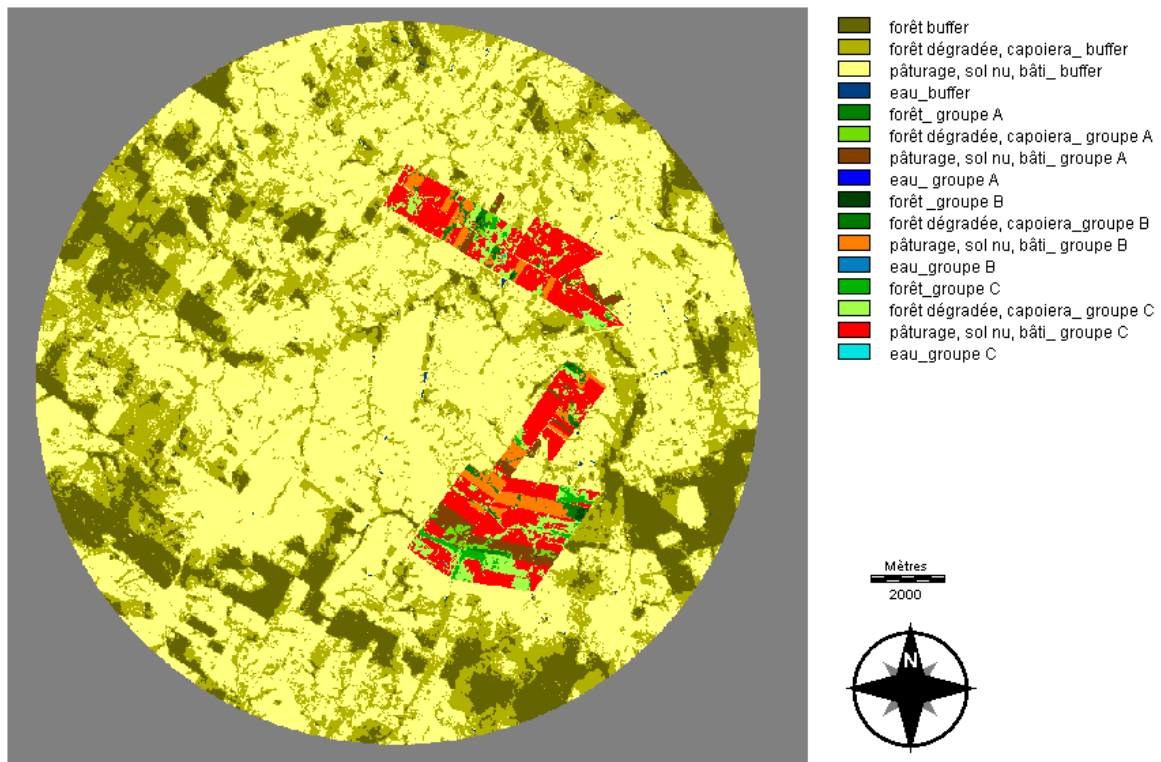 forêt buffer
forêt dégradée, capoiera_ buffer
pâturage, sol nu, bâti_ buffer
eau_buffer
forêt_ groupe A
forêt dégradée, capoiera_ groupe A
pâturage, sol nu, bâti_ groupe A
eau_ groupe A
forêt _groupe B
forêt dégradée, capoiera_groupe B
pâturage, sol nu, bâti_ groupe B
eau_groupe B
forêt_groupe C
forêt dégradée, capoiera_ groupe C
pâturage, sol nu, bâti_ groupe C
eau_groupe C
Mètres
2000
N